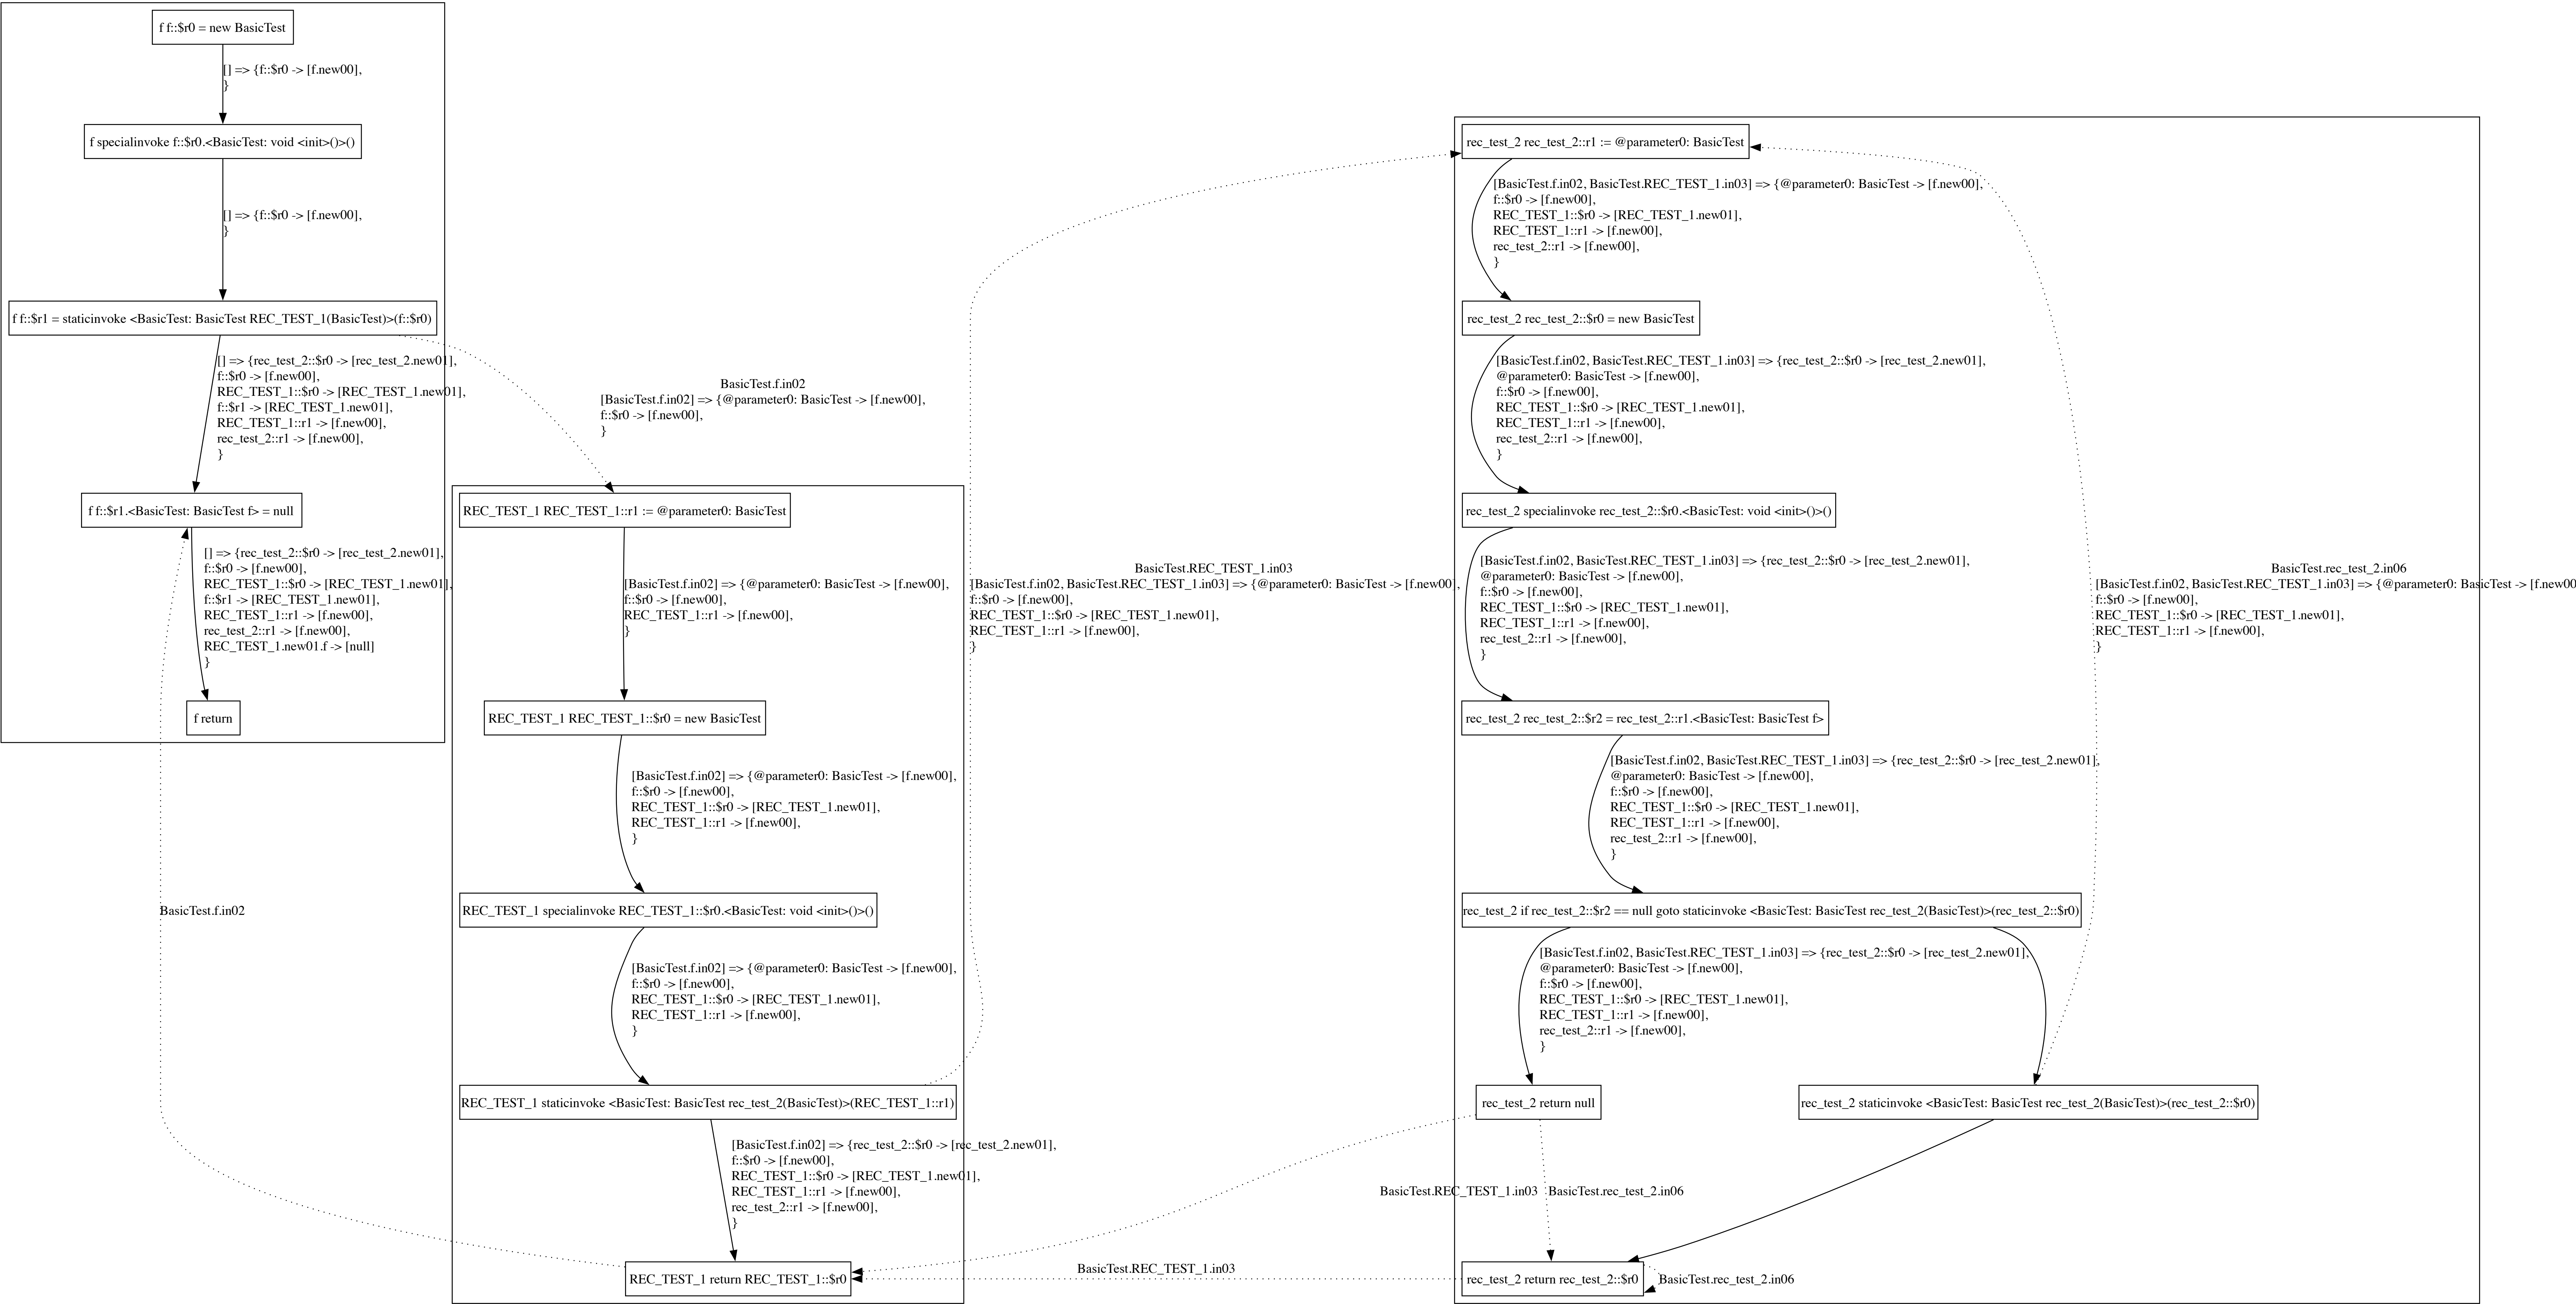 f f::$r0 = new BasicTest
[] => {f::$r0 -> [f.new00],
}
f specialinvoke f::$r0.<BasicTest: void <init>()>()
[] => {f::$r0 -> [f.new00],
}
f f::$r1 = staticinvoke <BasicTest: BasicTest REC_TEST_1(BasicTest)>(f::$r0)
[] => {rec_test_2::$r0 -> [rec_test_2.new01],
f::$r0 -> [f.new00],
REC_TEST_1::$r0 -> [REC_TEST_1.new01],
f::$r1 -> [REC_TEST_1.new01],
REC_TEST_1::r1 -> [f.new00],
rec_test_2::r1 -> [f.new00],
}
f f::$r1.<BasicTest: BasicTest f> = null
[] => {rec_test_2::$r0 -> [rec_test_2.new01],
f::$r0 -> [f.new00],
REC_TEST_1::$r0 -> [REC_TEST_1.new01],
f::$r1 -> [REC_TEST_1.new01],
REC_TEST_1::r1 -> [f.new00],
rec_test_2::r1 -> [f.new00],
REC_TEST_1.new01.f -> [null]
}
f return
BasicTest.f.in02
BasicTest.f.in02
[BasicTest.f.in02] => {@parameter0: BasicTest -> [f.new00],
f::$r0 -> [f.new00],
}
REC_TEST_1 REC_TEST_1::r1 := @parameter0: BasicTest
[BasicTest.f.in02] => {@parameter0: BasicTest -> [f.new00],
f::$r0 -> [f.new00],
REC_TEST_1::r1 -> [f.new00],
}
REC_TEST_1 REC_TEST_1::$r0 = new BasicTest
[BasicTest.f.in02] => {@parameter0: BasicTest -> [f.new00],
f::$r0 -> [f.new00],
REC_TEST_1::$r0 -> [REC_TEST_1.new01],
REC_TEST_1::r1 -> [f.new00],
}
REC_TEST_1 specialinvoke REC_TEST_1::$r0.<BasicTest: void <init>()>()
[BasicTest.f.in02] => {@parameter0: BasicTest -> [f.new00],
f::$r0 -> [f.new00],
REC_TEST_1::$r0 -> [REC_TEST_1.new01],
REC_TEST_1::r1 -> [f.new00],
}
REC_TEST_1 staticinvoke <BasicTest: BasicTest rec_test_2(BasicTest)>(REC_TEST_1::r1)
[BasicTest.f.in02] => {rec_test_2::$r0 -> [rec_test_2.new01],
f::$r0 -> [f.new00],
REC_TEST_1::$r0 -> [REC_TEST_1.new01],
REC_TEST_1::r1 -> [f.new00],
rec_test_2::r1 -> [f.new00],
}
REC_TEST_1 return REC_TEST_1::$r0
BasicTest.REC_TEST_1.in03
[BasicTest.f.in02, BasicTest.REC_TEST_1.in03] => {@parameter0: BasicTest -> [f.new00],
f::$r0 -> [f.new00],
REC_TEST_1::$r0 -> [REC_TEST_1.new01],
REC_TEST_1::r1 -> [f.new00],
}
rec_test_2 rec_test_2::r1 := @parameter0: BasicTest
[BasicTest.f.in02, BasicTest.REC_TEST_1.in03] => {@parameter0: BasicTest -> [f.new00],
f::$r0 -> [f.new00],
REC_TEST_1::$r0 -> [REC_TEST_1.new01],
REC_TEST_1::r1 -> [f.new00],
rec_test_2::r1 -> [f.new00],
}
rec_test_2 rec_test_2::$r0 = new BasicTest
[BasicTest.f.in02, BasicTest.REC_TEST_1.in03] => {rec_test_2::$r0 -> [rec_test_2.new01],
@parameter0: BasicTest -> [f.new00],
f::$r0 -> [f.new00],
REC_TEST_1::$r0 -> [REC_TEST_1.new01],
REC_TEST_1::r1 -> [f.new00],
rec_test_2::r1 -> [f.new00],
}
rec_test_2 specialinvoke rec_test_2::$r0.<BasicTest: void <init>()>()
[BasicTest.f.in02, BasicTest.REC_TEST_1.in03] => {rec_test_2::$r0 -> [rec_test_2.new01],
@parameter0: BasicTest -> [f.new00],
f::$r0 -> [f.new00],
REC_TEST_1::$r0 -> [REC_TEST_1.new01],
REC_TEST_1::r1 -> [f.new00],
rec_test_2::r1 -> [f.new00],
}
rec_test_2 rec_test_2::$r2 = rec_test_2::r1.<BasicTest: BasicTest f>
[BasicTest.f.in02, BasicTest.REC_TEST_1.in03] => {rec_test_2::$r0 -> [rec_test_2.new01],
@parameter0: BasicTest -> [f.new00],
f::$r0 -> [f.new00],
REC_TEST_1::$r0 -> [REC_TEST_1.new01],
REC_TEST_1::r1 -> [f.new00],
rec_test_2::r1 -> [f.new00],
}
rec_test_2 if rec_test_2::$r2 == null goto staticinvoke <BasicTest: BasicTest rec_test_2(BasicTest)>(rec_test_2::$r0)
[BasicTest.f.in02, BasicTest.REC_TEST_1.in03] => {rec_test_2::$r0 -> [rec_test_2.new01],
@parameter0: BasicTest -> [f.new00],
f::$r0 -> [f.new00],
REC_TEST_1::$r0 -> [REC_TEST_1.new01],
REC_TEST_1::r1 -> [f.new00],
rec_test_2::r1 -> [f.new00],
}
rec_test_2 return null
rec_test_2 staticinvoke <BasicTest: BasicTest rec_test_2(BasicTest)>(rec_test_2::$r0)
BasicTest.rec_test_2.in06
[BasicTest.f.in02, BasicTest.REC_TEST_1.in03] => {@parameter0: BasicTest -> [f.new00
f::$r0 -> [f.new00],
REC_TEST_1::$r0 -> [REC_TEST_1.new01],
REC_TEST_1::r1 -> [f.new00],
}
BasicTest.REC_TEST_1.in03
BasicTest.rec_test_2.in06
BasicTest.REC_TEST_1.in03
rec_test_2 return rec_test_2::$r0
BasicTest.rec_test_2.in06